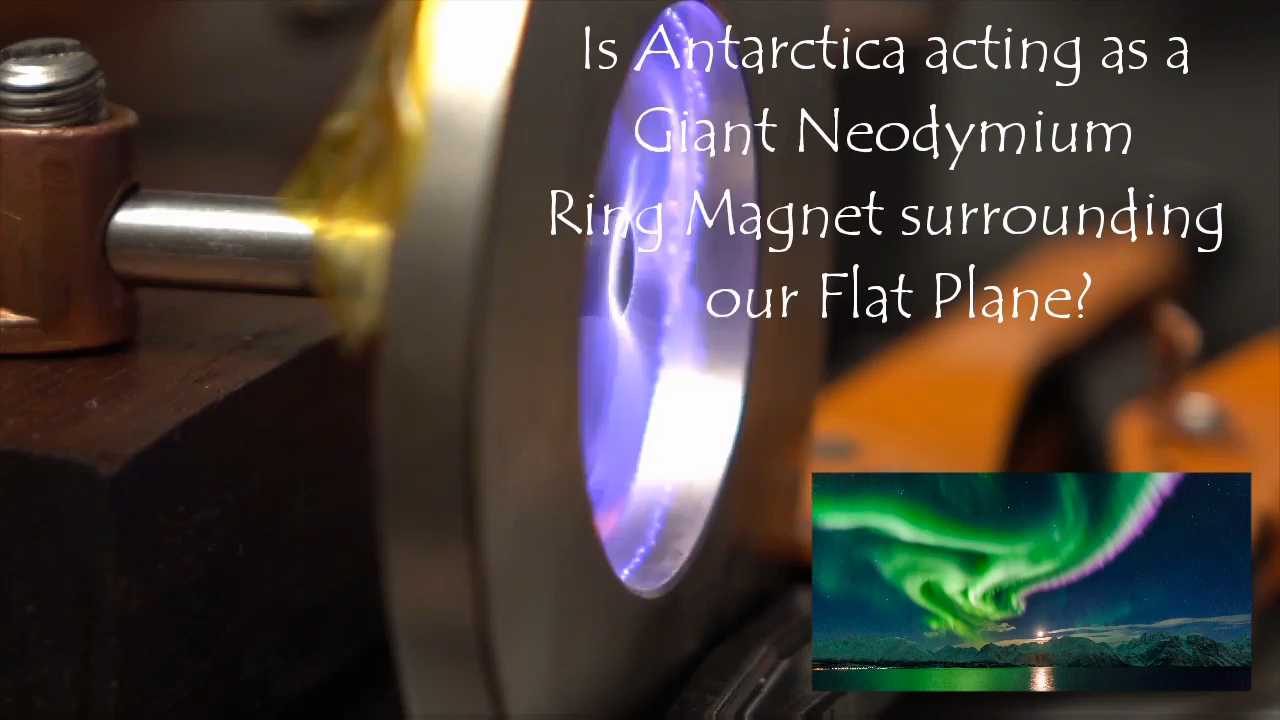 Is Antarctica acting as a
Giant Neodymium
Ring Magnet surrounding
our Flat Plane?